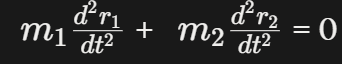 m₁ d²r₁/dt² + m₂ d²r₂/dt² = 0